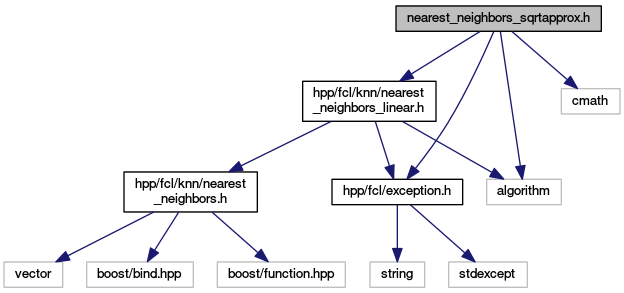 nearest_neighbors_sqrtapprox.h
hpp/fcl/knn/nearest
_neighbors_linear.h
cmath
hpp/fcl/knn/nearest
_neighbors.h
hpp/fcl/exception.h
algorithm
vector
boost/bind.hpp
boost/function.hpp
string
stdexcept